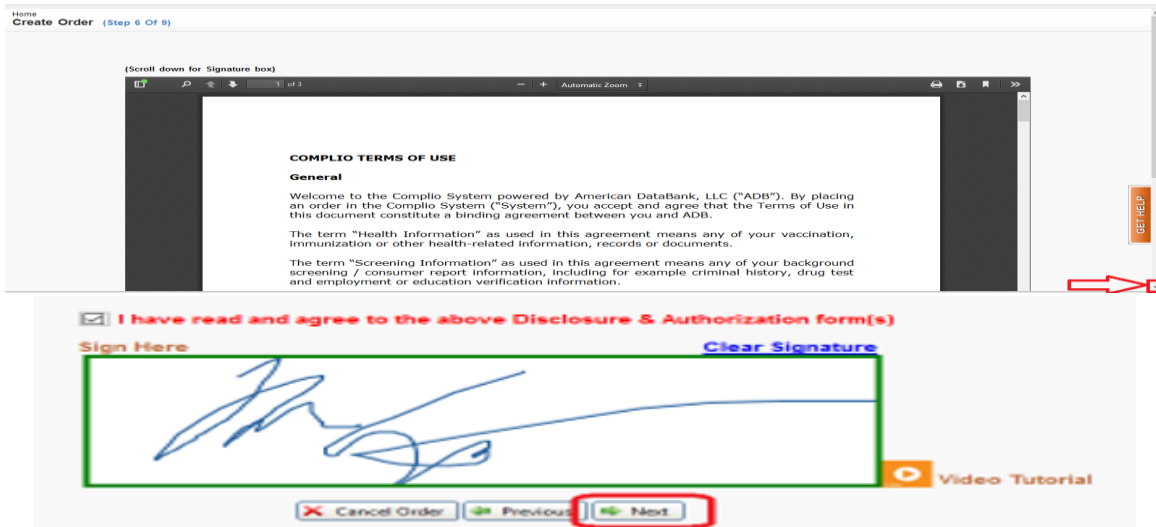 Home
Create Order (Step 6 Of 9)
(Scroll down for Signature box)
1 of 3
Automatic Zoom
COMPLIO TERMS OF USE
General
Welcome to the Complio System powered by American DataBank, LLC (“ADB”). By placing
an order in the Complio System (“System”), you accept and agree that the Terms of Use in
this document constitute a binding agreement between you and ADB.
The term “Health Information” as used in this agreement means any of your vaccination,
immunization or other health-related information, records or documents.
The term “Screening Information” as used in this agreement means any of your background
screening / consumer report information, including for example criminal history, drug test
and employment or education verification information.
GET HELP
I have read and agree to the above Disclosure & Authorization form(s)
Sign Here Clear Signature
Video Tutorial
Cancel Order Previous Next